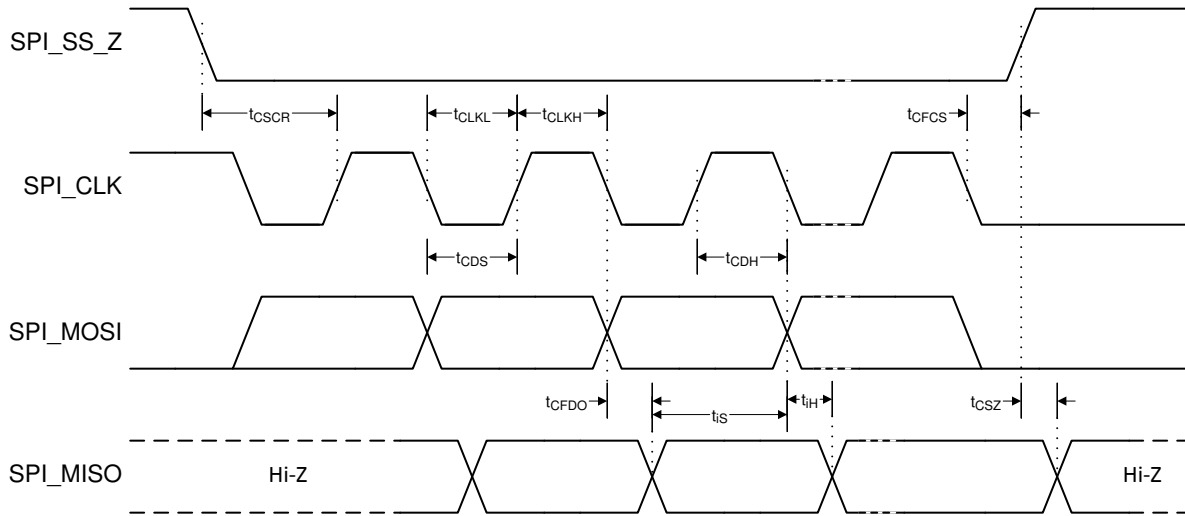 SPI_SS_Z
tCSCR
tCLKL
tCLKH
tCFCS
SPI_CLK
tCDS
tCDH
SPI_MOSI
tCFDO
tiS
tiH
tCSZ
SPI_MISO
Hi-Z
Hi-Z